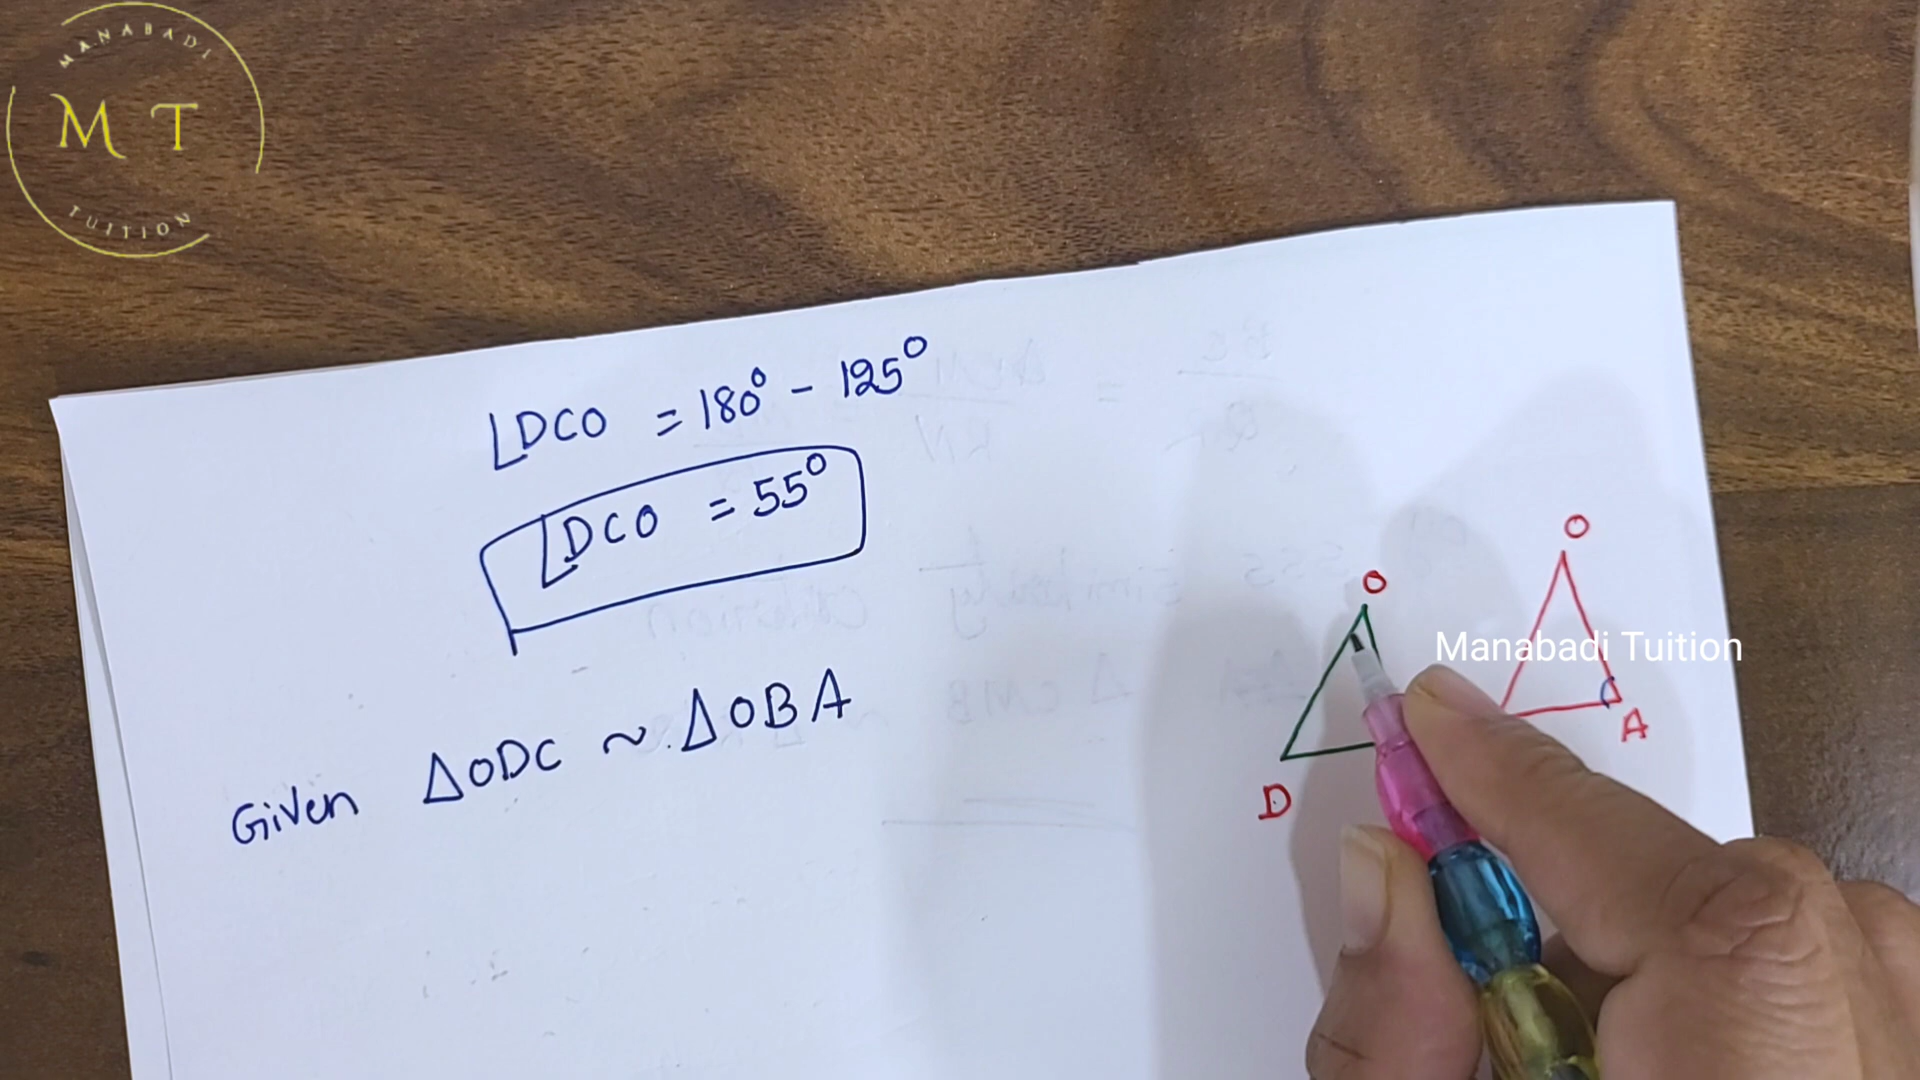 MANABADI
M T
TUITION
∠DCO = 180° - 125°
∠DCO = 55°
Given ΔODC ~ ΔOBA
O
O
Manabadi Tuition
A
D